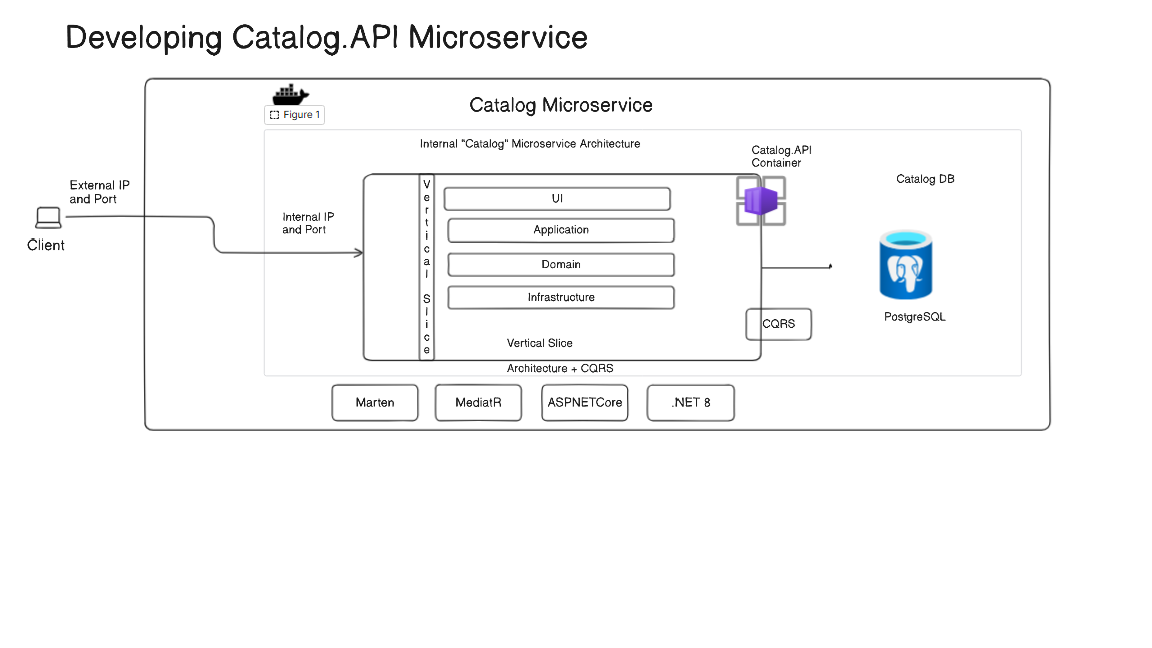 Developing Catalog.API Microservice
Figure 1
Catalog Microservice
Internal "Catalog" Microservice Architecture
Catalog.API
Container
Catalog DB
External IP
and Port
Client
Internal IP
and Port
Vertical Slice
UI
Application
Domain
Infrastructure
CQRS
PostgreSQL
Vertical Slice
Architecture + CQRS
Marten
MediatR
ASPNETCore
.NET 8